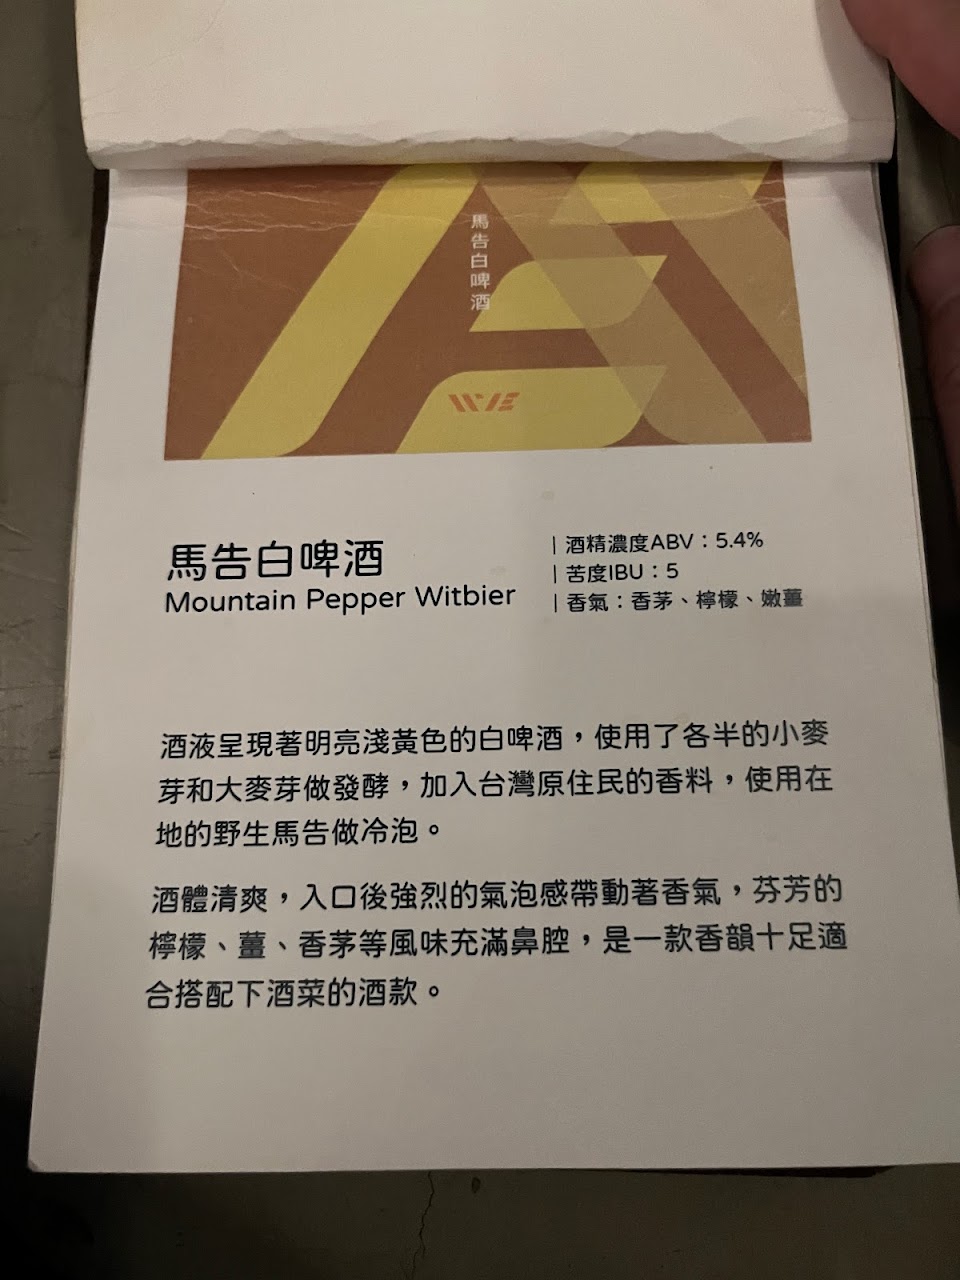 馬告白啤酒
WE
馬告白啤酒
Mountain Pepper Witbier
| 酒精濃度ABV：5.4%
| 苦度IBU：5
| 香氣：香茅、檸檬、嫩薑
酒液呈現著明亮淺黃色的白啤酒，使用了各半的小麥
芽和大麥芽做發酵，加入台灣原住民的香料，使用在
地的野生馬告做冷泡。
酒體清爽，入口後強烈的氣泡感帶動著香氣，芬芳的
檸檬、薑、香茅等風味充滿鼻腔，是一款香韻十足適
合搭配下酒菜的酒款。